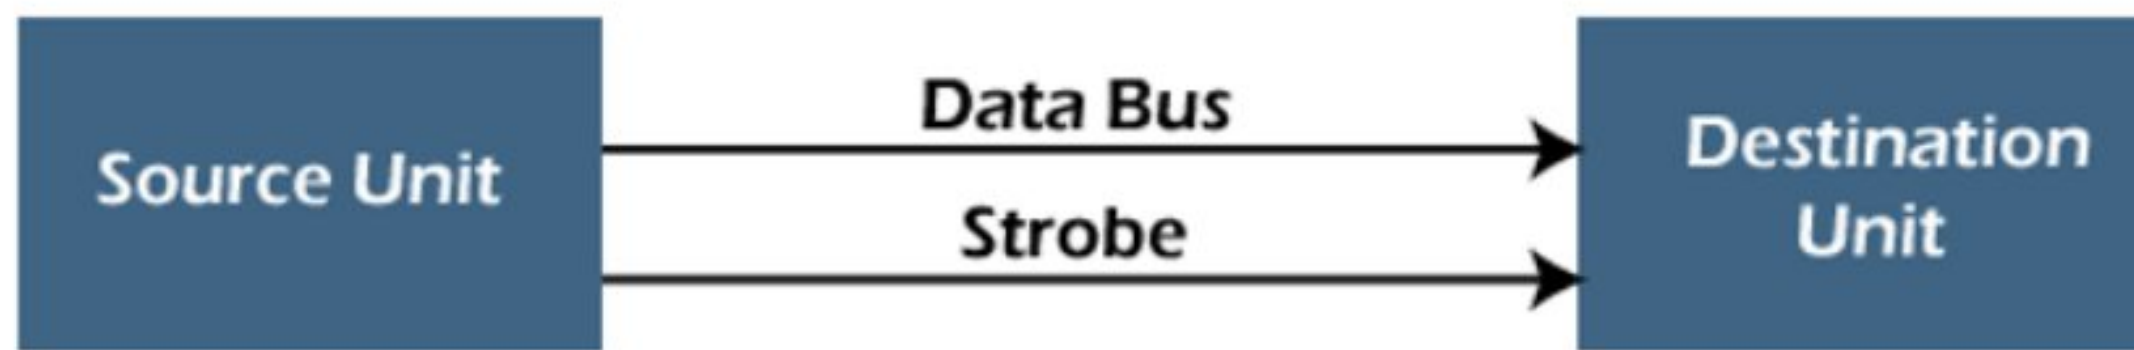 Source Unit
Data Bus
Strobe
Destination
Unit